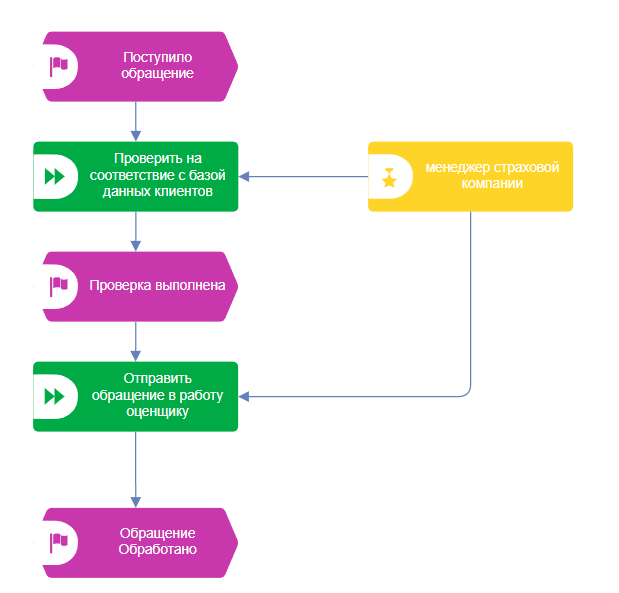 Поступило
обращение
Проверить на
соответствие с базой
данных клиентов
менеджер страховой
компании
Проверка выполнена
Отправить
обращение в работу
оценщику
Обращение
Обработано